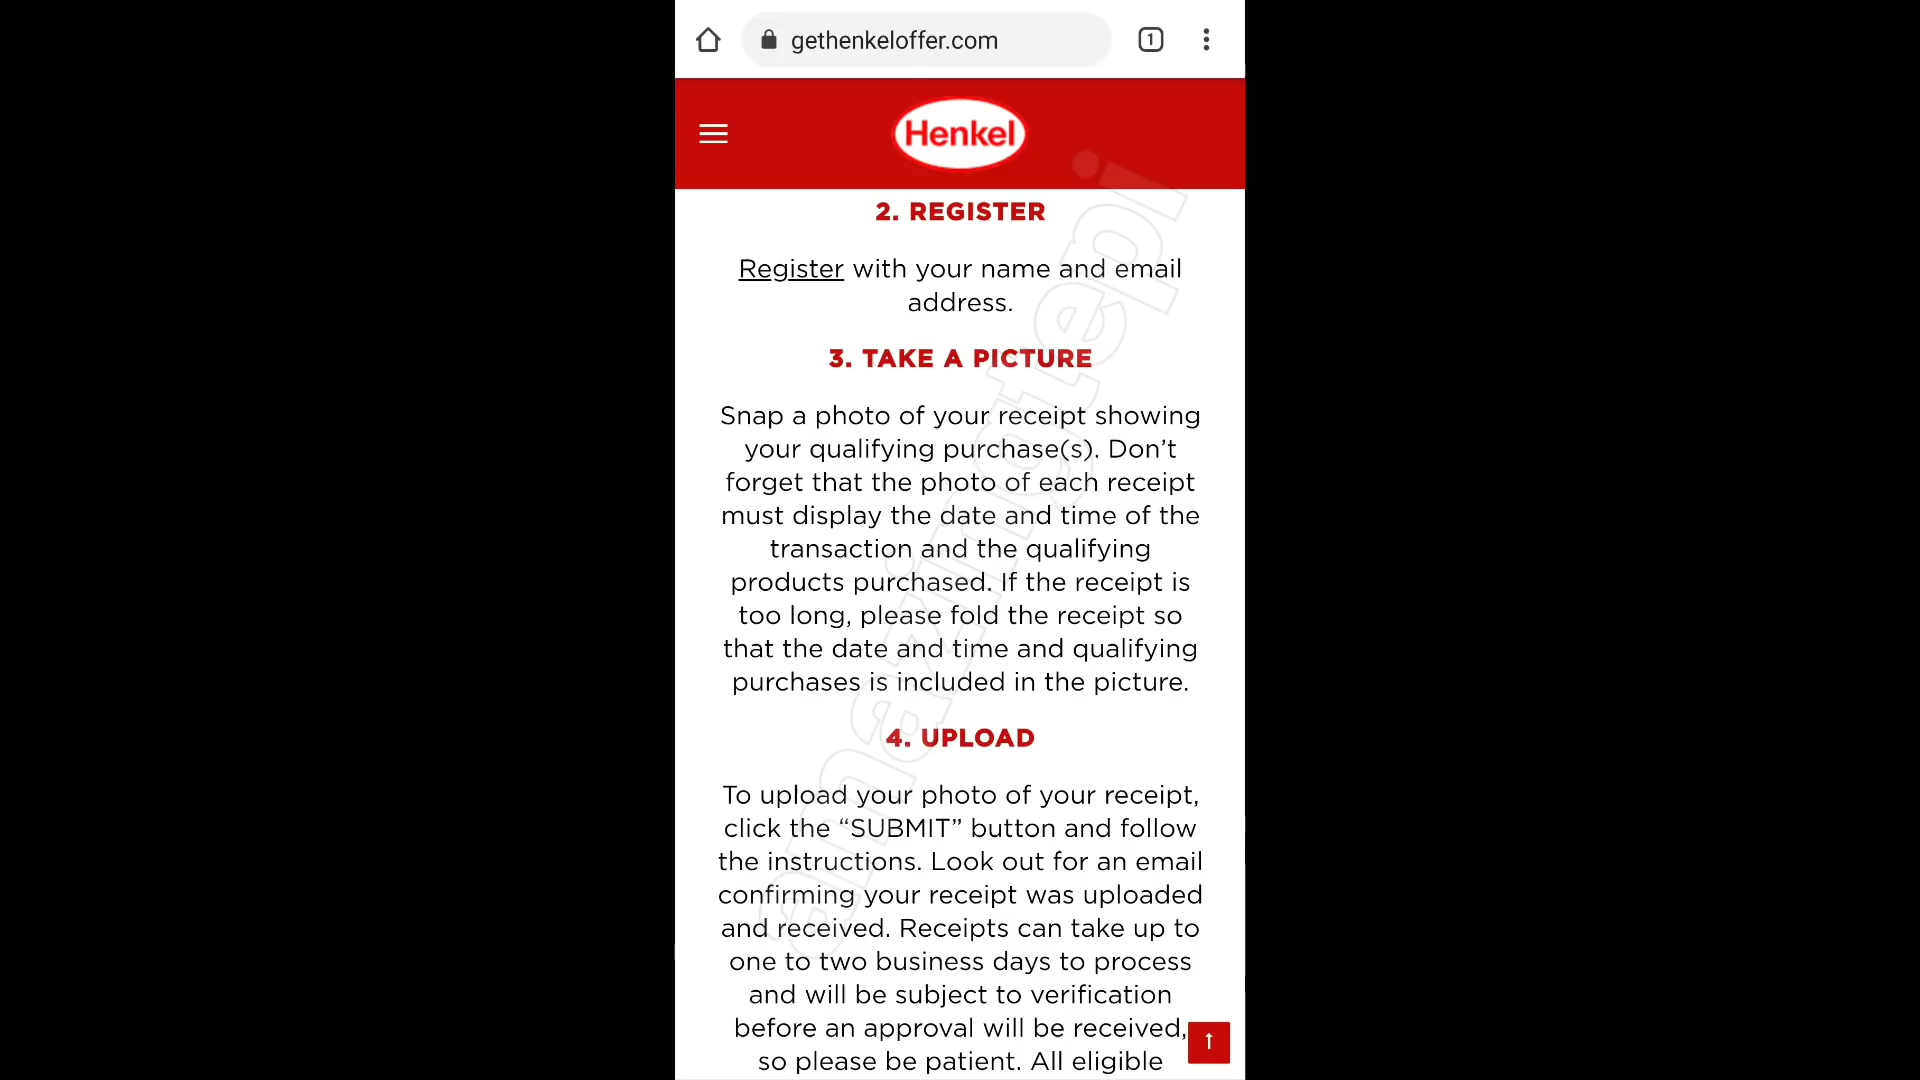 gethenkeloffer.com
1
Henkel
2. REGISTER
Register with your name and email
address.
3. TAKE A PICTURE
Snap a photo of your receipt showing
your qualifying purchase(s). Don’t
forget that the photo of each receipt
must display the date and time of the
transaction and the qualifying
products purchased. If the receipt is
too long, please fold the receipt so
that the date and time and qualifying
purchases is included in the picture.
4. UPLOAD
To upload your photo of your receipt,
click the “SUBMIT” button and follow
the instructions. Look out for an email
confirming your receipt was uploaded
and received. Receipts can take up to
one to two business days to process
and will be subject to verification
before an approval will be received,
so please be patient. All eligible
amazingtepi